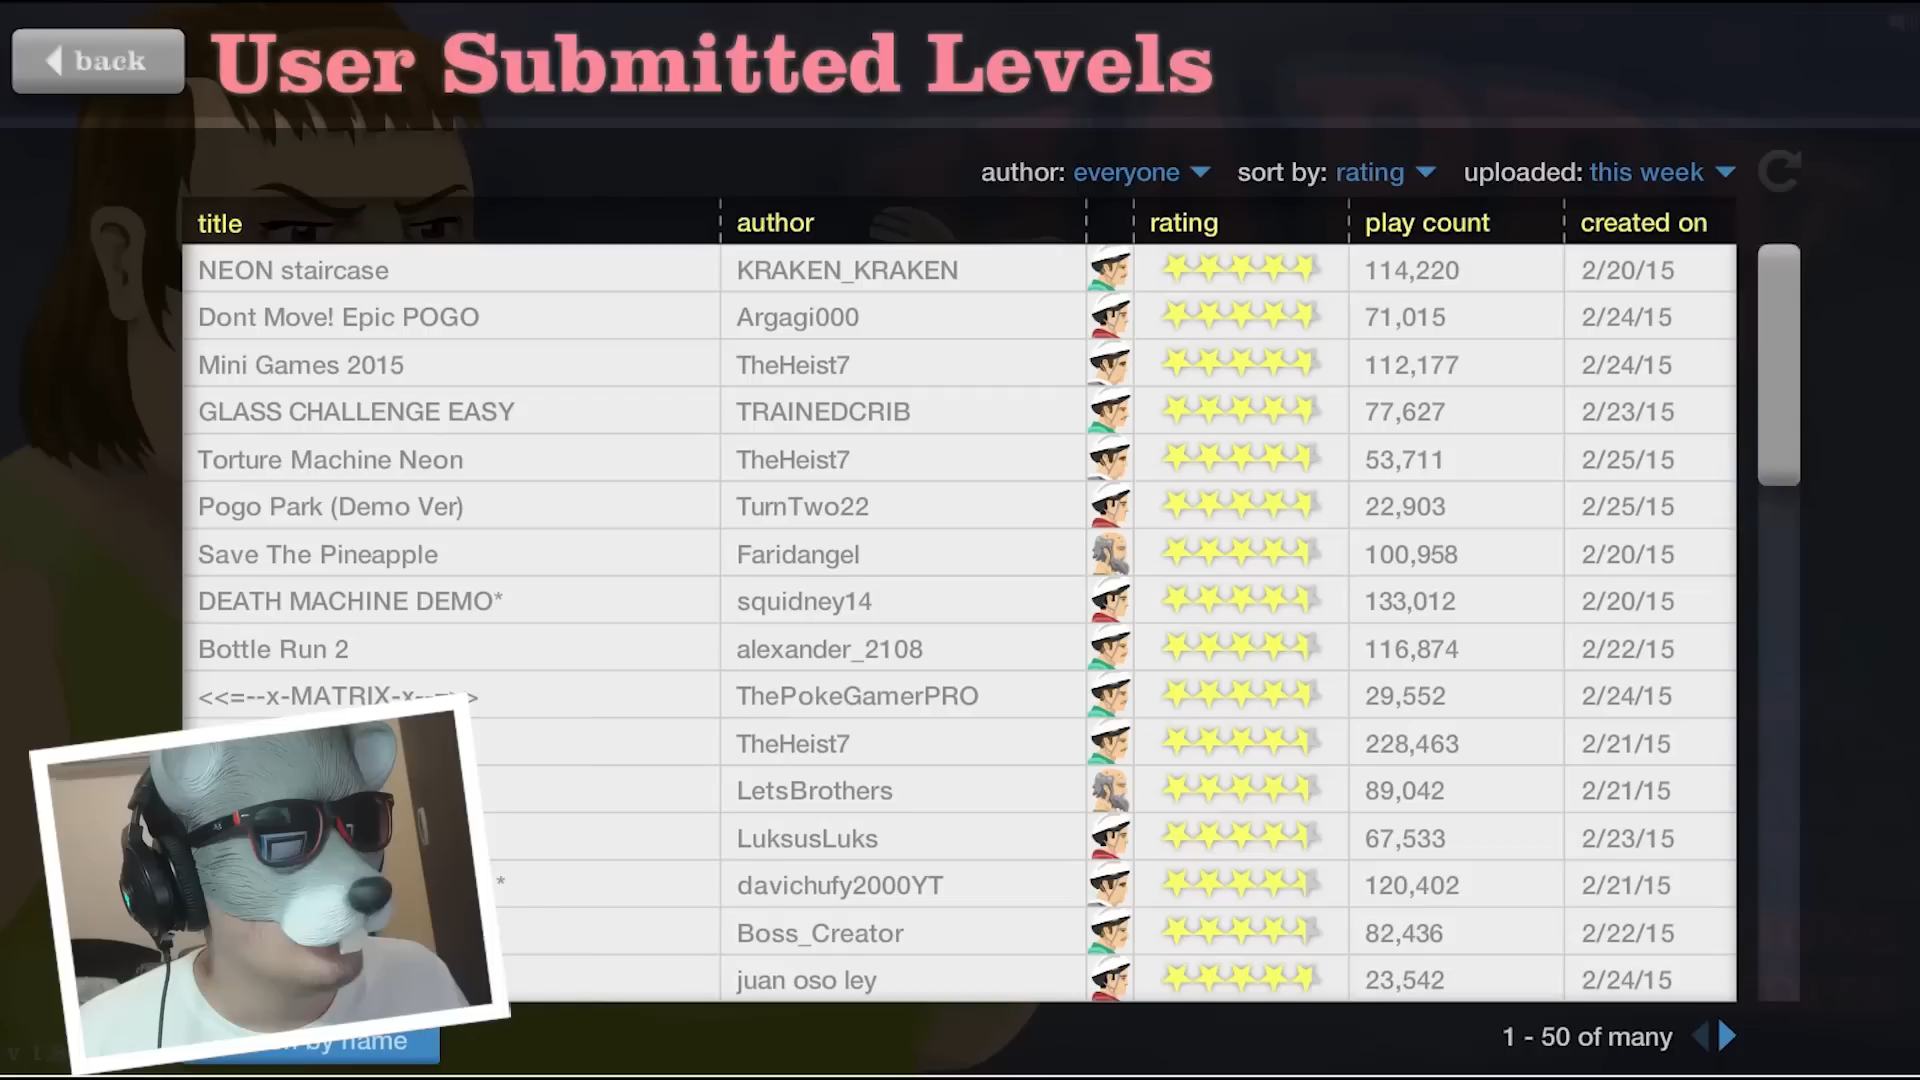 back
User Submitted Levels
author: everyone sort by: rating uploaded: this week
title author rating play count created on
NEON staircase KRAKEN_KRAKEN 114,220 2/20/15
Dont Move! Epic POGO Argagi000 71,015 2/24/15
Mini Games 2015 TheHeist7 112,177 2/24/15
GLASS CHALLENGE EASY TRAINEDCRIB 77,627 2/23/15
Torture Machine Neon TheHeist7 53,711 2/25/15
Pogo Park (Demo Ver) TurnTwo22 22,903 2/25/15
Save The Pineapple Faridangel 100,958 2/20/15
DEATH MACHINE DEMO* squidney14 133,012 2/20/15
Bottle Run 2 alexander_2108 116,874 2/22/15
<<=--x-MATRIX-x--=>> ThePokeGamerPRO 29,552 2/24/15
TheHeist7 228,463 2/21/15
LetsBrothers 89,042 2/21/15
LuksusLuks 67,533 2/23/15
* davichufy2000YT 120,402 2/21/15
Boss_Creator 82,436 2/22/15
juan oso ley 23,542 2/24/15
by name
1 - 50 of many